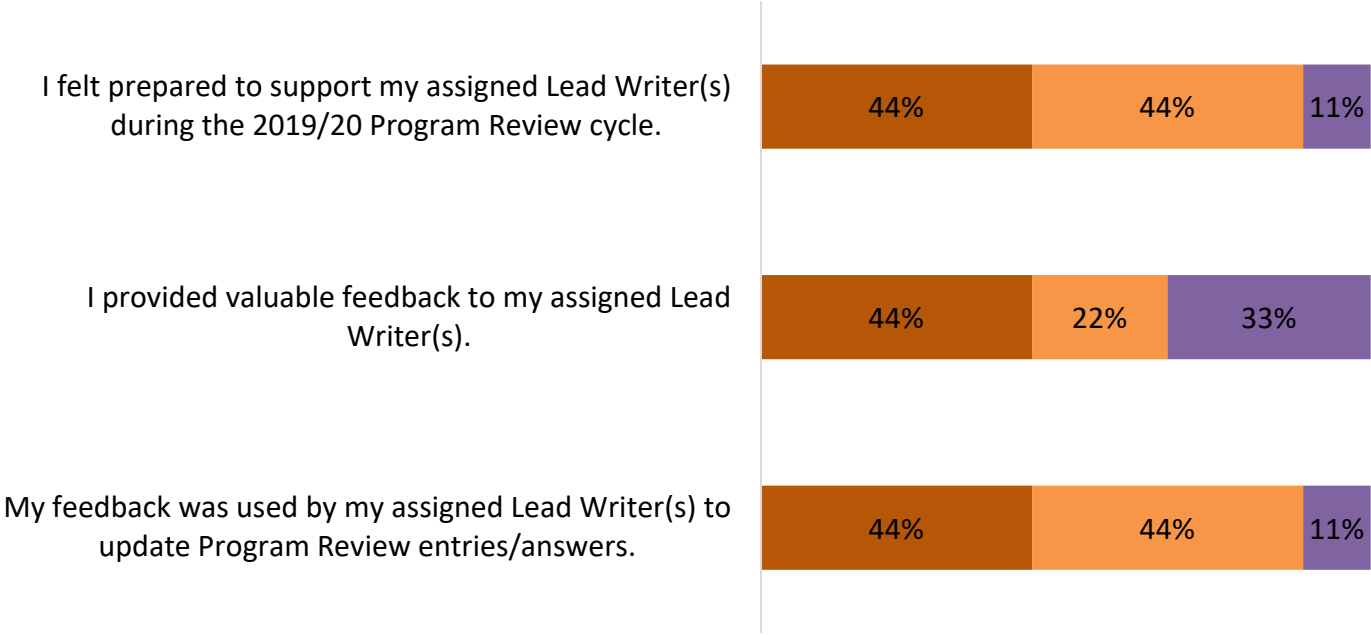 I felt prepared to support my assigned Lead Writer(s)
during the 2019/20 Program Review cycle.
44% 44% 11%
I provided valuable feedback to my assigned Lead
Writer(s).
44% 22% 33%
My feedback was used by my assigned Lead Writer(s) to
update Program Review entries/answers.
44% 44% 11%